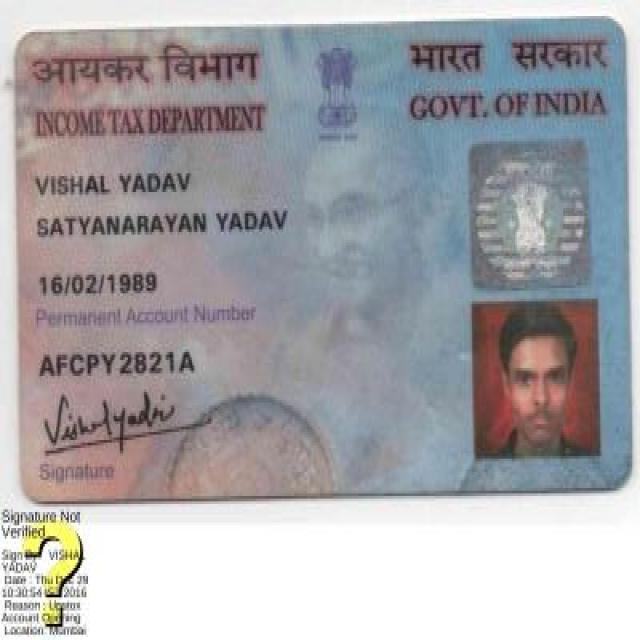 आयकर विभाग
INCOME TAX DEPARTMENT
भारत सरकार
GOVT. OF INDIA
VISHAL YADAV
SATYANARAYAN YADAV
16/02/1989
Permanent Account Number
AFCPY2821A
Vishal Yadav
Signature
Signature Not
Verified
Sign By: VISHAL
YADAV
Date : Thu Dec 29
10:30:54 IST 2016
Reason : Upstox
Account Opening
Location: Mumbai